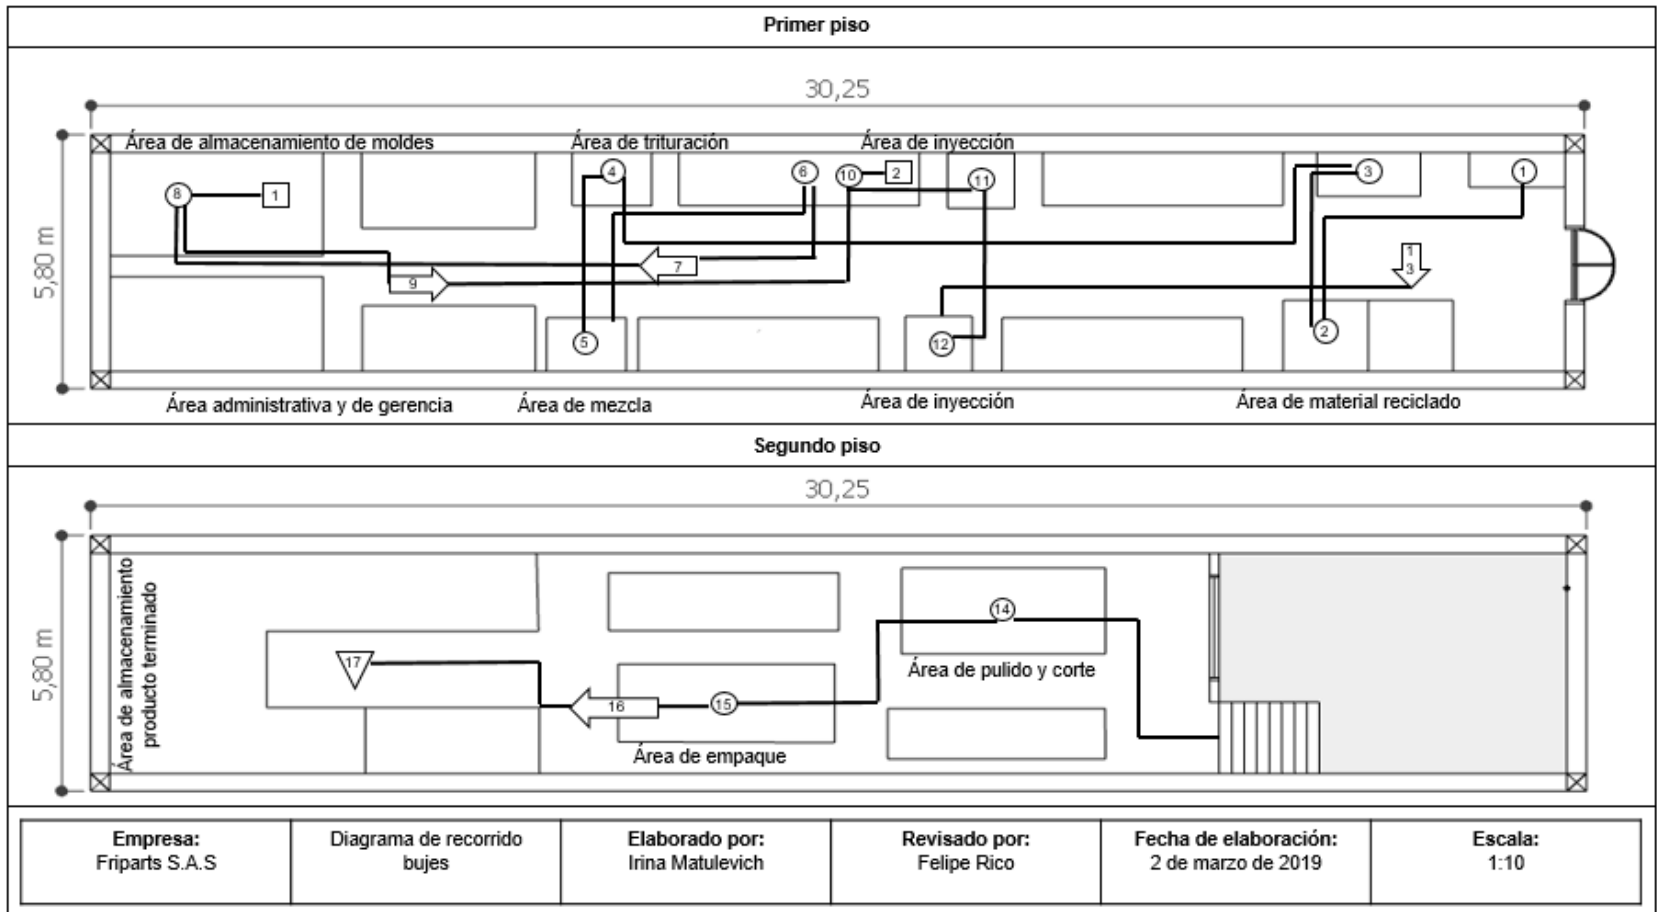 Primer piso
30,25
Área de almacenamiento de moldes
Área de trituración
Área de inyección
8
1
4
6
10
2
11
3
1
5,80 m
7
9
1
3
5
12
2
Área administrativa y de gerencia
Área de mezcla
Área de inyección
Área de material reciclado
Segundo piso
30,25
5,80 m
Área de almacenamiento
producto terminado
17
16
15
14
Área de pulido y corte
Área de empaque
Empresa:
Friparts S.A.S
Diagrama de recorrido
bujes
Elaborado por:
Irina Matulevich
Revisado por:
Felipe Rico
Fecha de elaboración:
2 de marzo de 2019
Escala:
1:10